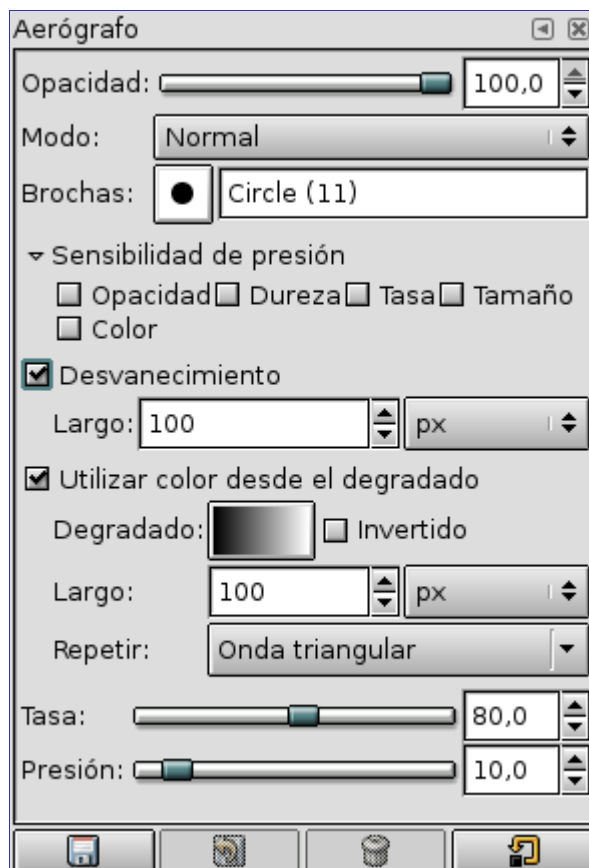 Aerógrafo
Opacidad: 100,0
Modo: Normal
Brochas: Circle (11)
Sensibilidad de presión
Opacidad Dureza Tasa Tamaño
Color
Desvanecimiento
Largo: 100 px
Utilizar color desde el degradado
Degradado: Invertido
Largo: 100 px
Repetir: Onda triangular
Tasa: 80,0
Presión: 10,0